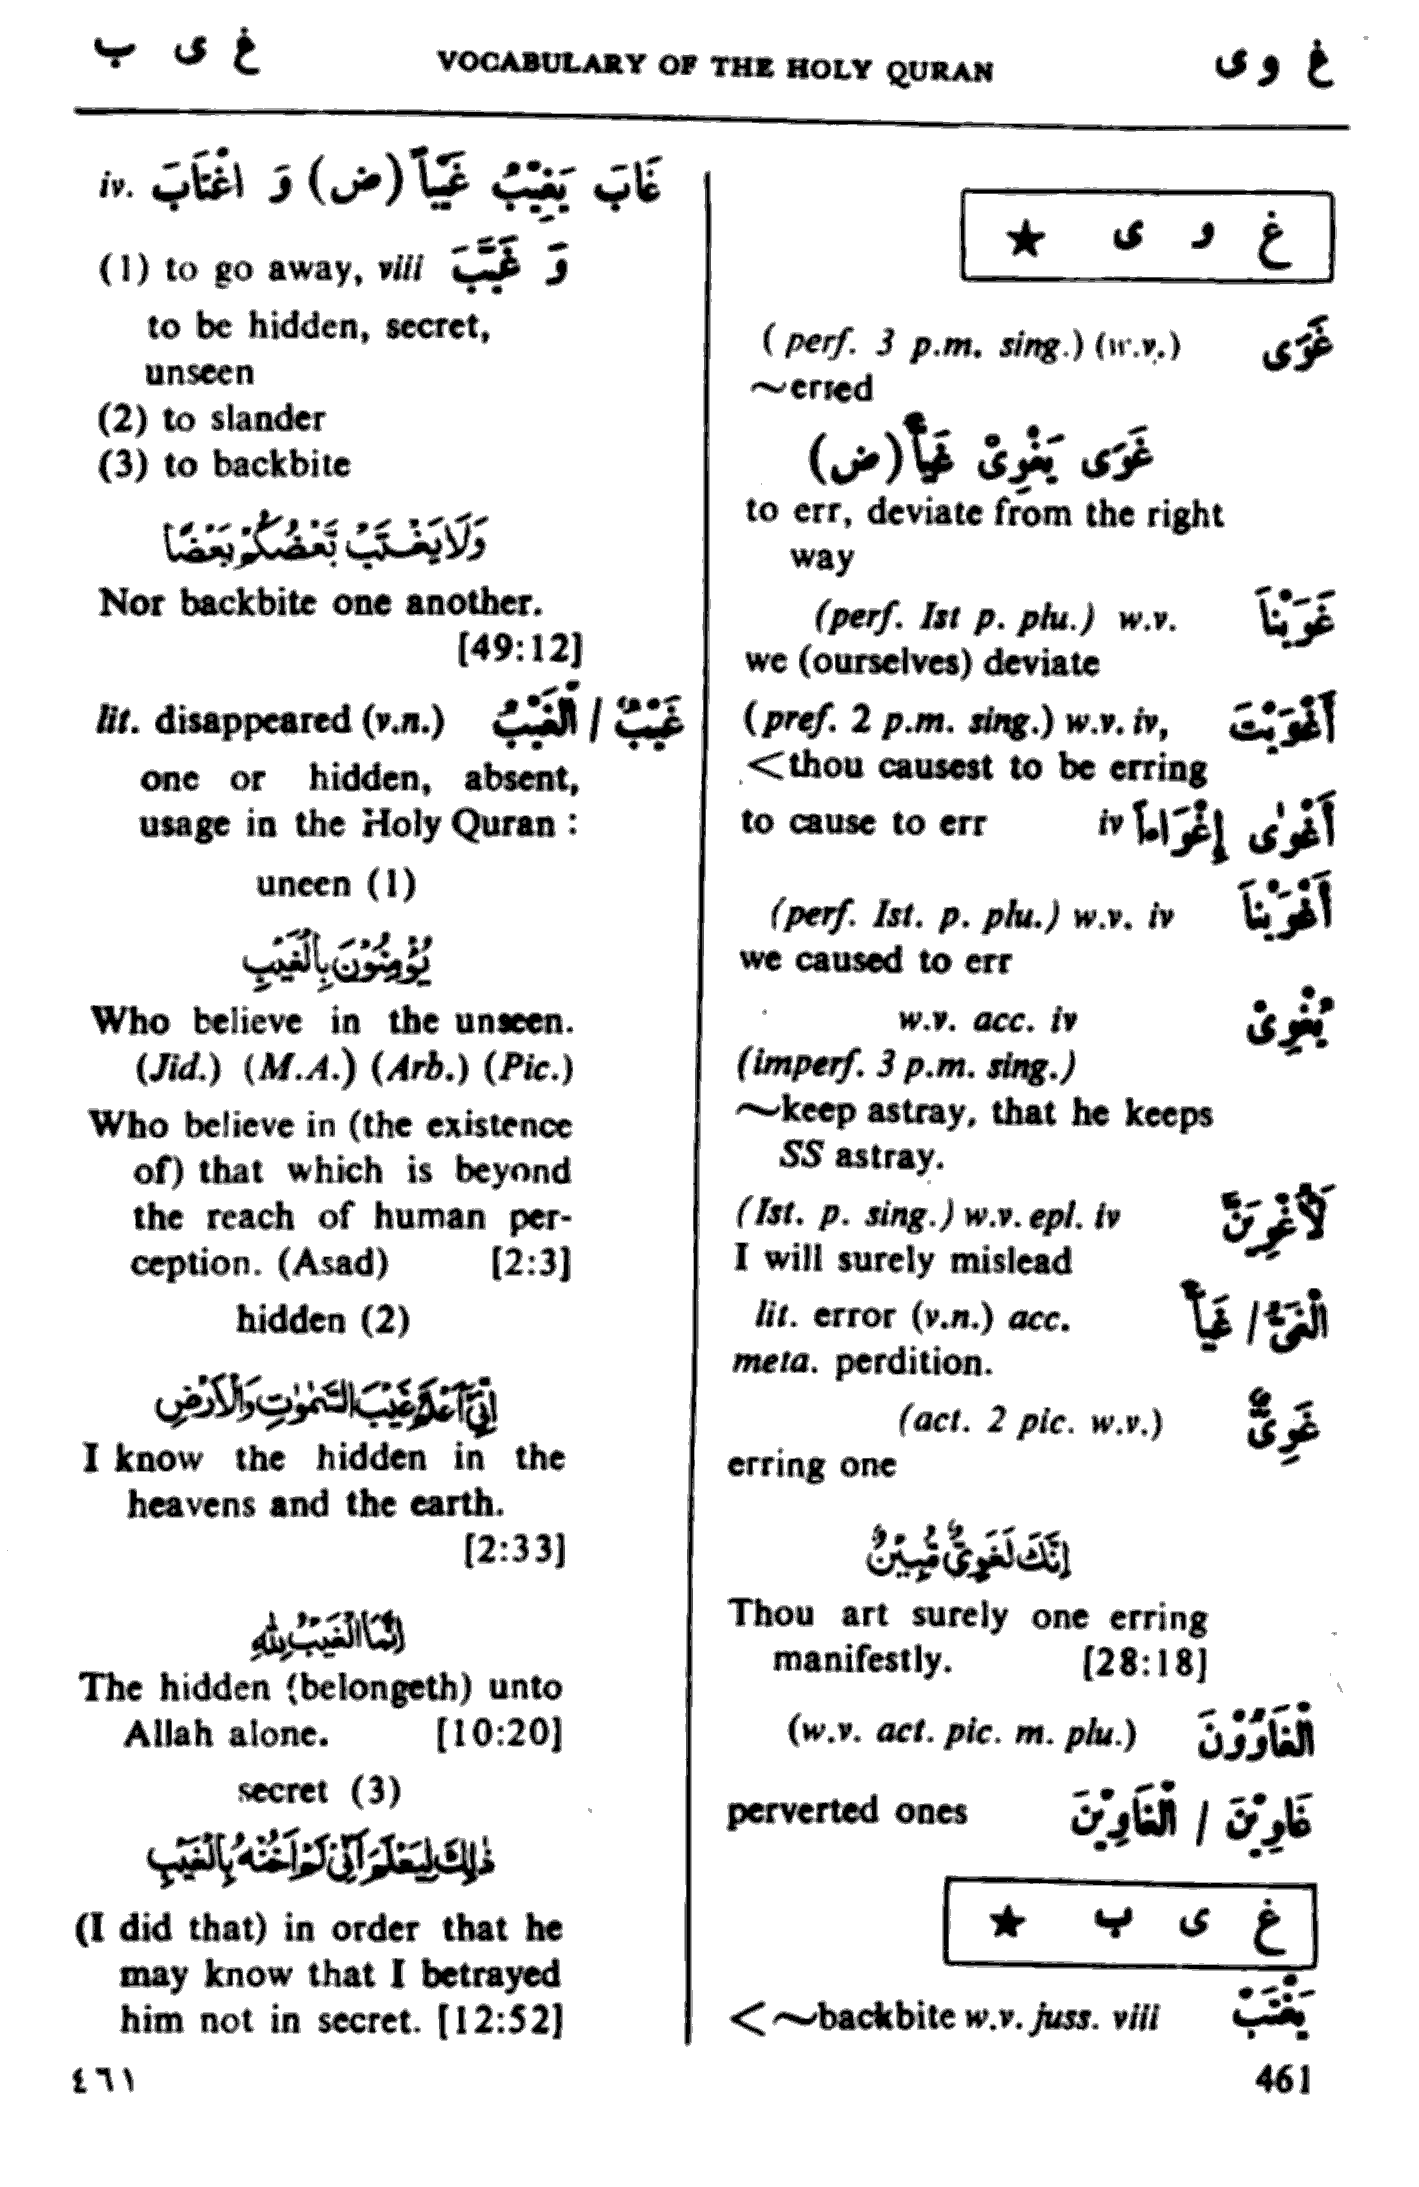 غ ى ب VOCABULARY OF THE HOLY QURAN غ و ى
غ و ى ★
( perf. 3 p.m. sing.) (w.v.) غَوَى
~erred
غَوَى يَغْوِىْ غَيًّا (ض)
to err, deviate from the right
way
(perf. Ist p. plu.) w.v. غَوَيْنَا
we (ourselves) deviate
(pref. 2 p.m. sing.) w.v. iv, أَغْوَيْتَ
<thou causest to be erring
to cause to err iv أَغْوٰى إِغْوَاءً
(perf. Ist. p. plu.) w.v. iv أَغْوَيْنَا
we caused to err
w.v. acc. iv يُغْوِىْ
(imperf. 3 p.m. sing.)
~keep astray, that he keeps
SS astray.
(Ist. p. sing.) w.v. epl. iv لَأُغْوِيَنَّ
I will surely mislead
lit. error (v.n.) acc. الْغَىُّ / غَيًّا
meta. perdition.
(act. 2 pic. w.v.) غَوِىٌّ
erring one
اِنَّكَ لَغَوِىٌّ مُّبِيْنٌ
Thou art surely one erring
manifestly. [28:18]
(w.v. act. pic. m. plu.) الْغَاوُوْنَ
perverted ones غَاوِيْنَ / الْغَاوِيْنَ
غ ى ب ★
< ~backbite w.v. juss. viii يَغْتَبْ
iv. غَابَ يَغِيْبُ غَيْباً (ض) وَ اغْتَابَ
(1) to go away, viii وَ غَيَّبَ
to be hidden, secret,
unseen
(2) to slander
(3) to backbite
وَلَا يَغْتَبْ بَّعْضُكُمْ بَعْضًا
Nor backbite one another.
[49:12]
lit. disappeared (v.n.) غَيْبٌ / اَلْغَيْبُ
one or hidden, absent,
usage in the Holy Quran :
uneen (1)
يُؤْمِنُوْنَ بِالْغَيْبِ
Who believe in the unseen.
(Jid.) (M.A.) (Arb.) (Pic.)
Who believe in (the existence
of) that which is beyond
the reach of human per-
ception. (Asad) [2:3]
hidden (2)
اِنِّىْٓ اَعْلَمُ غَيْبَ السَّمٰوٰتِ وَالْاَرْضِ
I know the hidden in the
heavens and the earth.
[2:33]
اِنَّمَا الْغَيْبُ لِلّٰهِ
The hidden (belongeth) unto
Allah alone. [10:20]
secret (3)
ذٰلِكَ لِيَعْلَمَ اَنِّىْ لَمْ اَخُنْهُ بِالْغَيْبِ
(I did that) in order that he
may know that I betrayed
him not in secret. [12:52]
٤٦١ 461